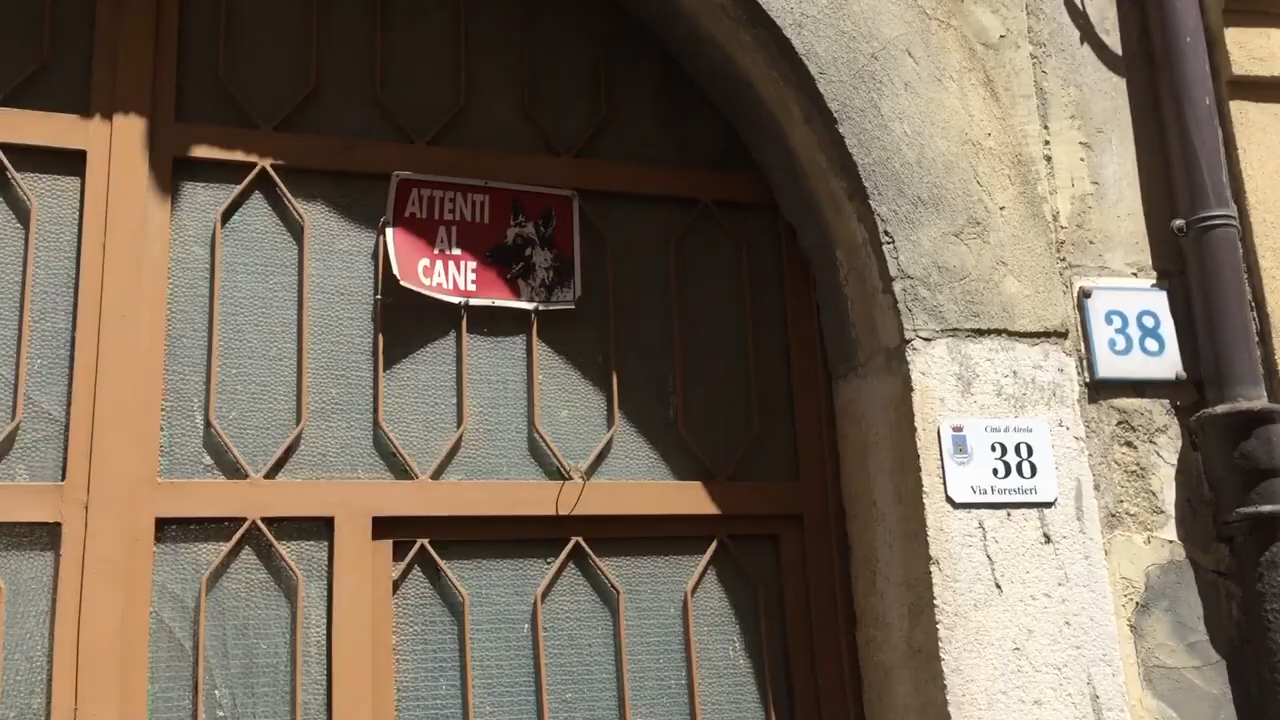 ATTENTI
AL
CANE
38
Città di Airola
38
Via Forestieri